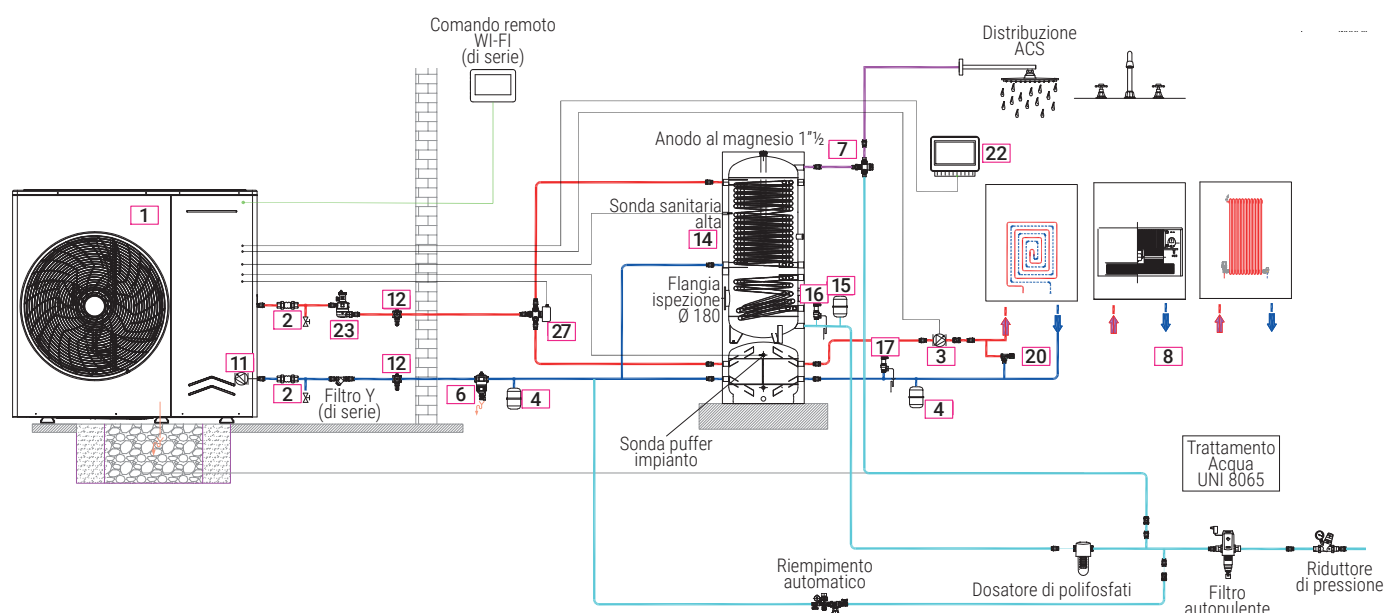 Comando remoto
WI-FI
(di serie)
Distribuzione
ACS
Anodo al magnesio 1"½
7
22
1
Sonda sanitaria
alta
14
Flangia
ispezione
Ø 180
16
15
12
2
23
27
17
3
20
8
11
12
2
Filtro Y
(di serie)
6
4
4
Sonda puffer
impianto
Trattamento
Acqua
UNI 8065
Riempimento
automatico
Dosatore di polifosfati
Filtro
autopulente
Riduttore
di pressione